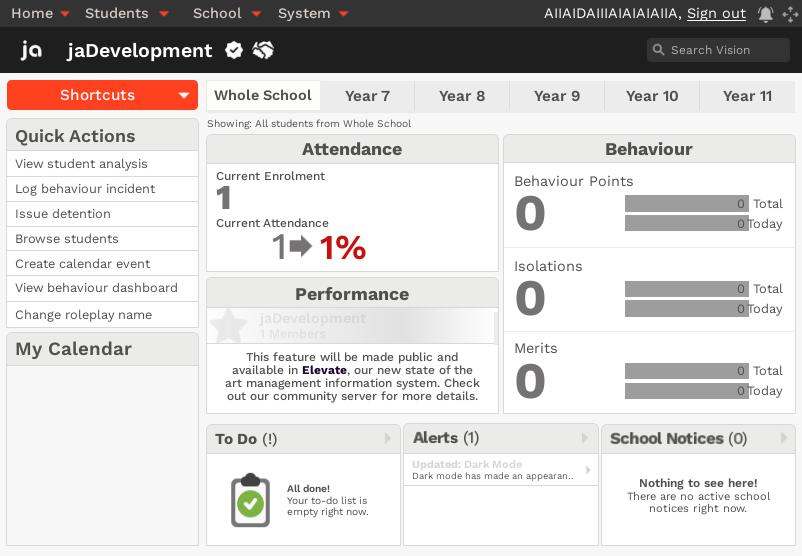 Home Students School System AIIAIDAIIIAIAIAIAIIA, Sign out
ja jaDevelopment Search Vision
Shortcuts
Whole School Year 7 Year 8 Year 9 Year 10 Year 11
Showing: All students from Whole School
Quick Actions
View student analysis
Log behaviour incident
Issue detention
Browse students
Create calendar event
View behaviour dashboard
Change roleplay name
My Calendar
Attendance
Current Enrolment
1
Current Attendance
1 1%
Performance
jaDevelopment
1 Members
This feature will be made public and
available in Elevate, our new state of the
art management information system. Check
out our community server for more details.
Behaviour
Behaviour Points
0
0 Total
0 Today
Isolations
0
0 Total
0 Today
Merits
0
0 Total
0 Today
To Do (!)
All done!
Your to-do list is
empty right now.
Alerts (1)
Updated: Dark Mode
Dark mode has made an appearan..
School Notices (0)
Nothing to see here!
There are no active school
notices right now.